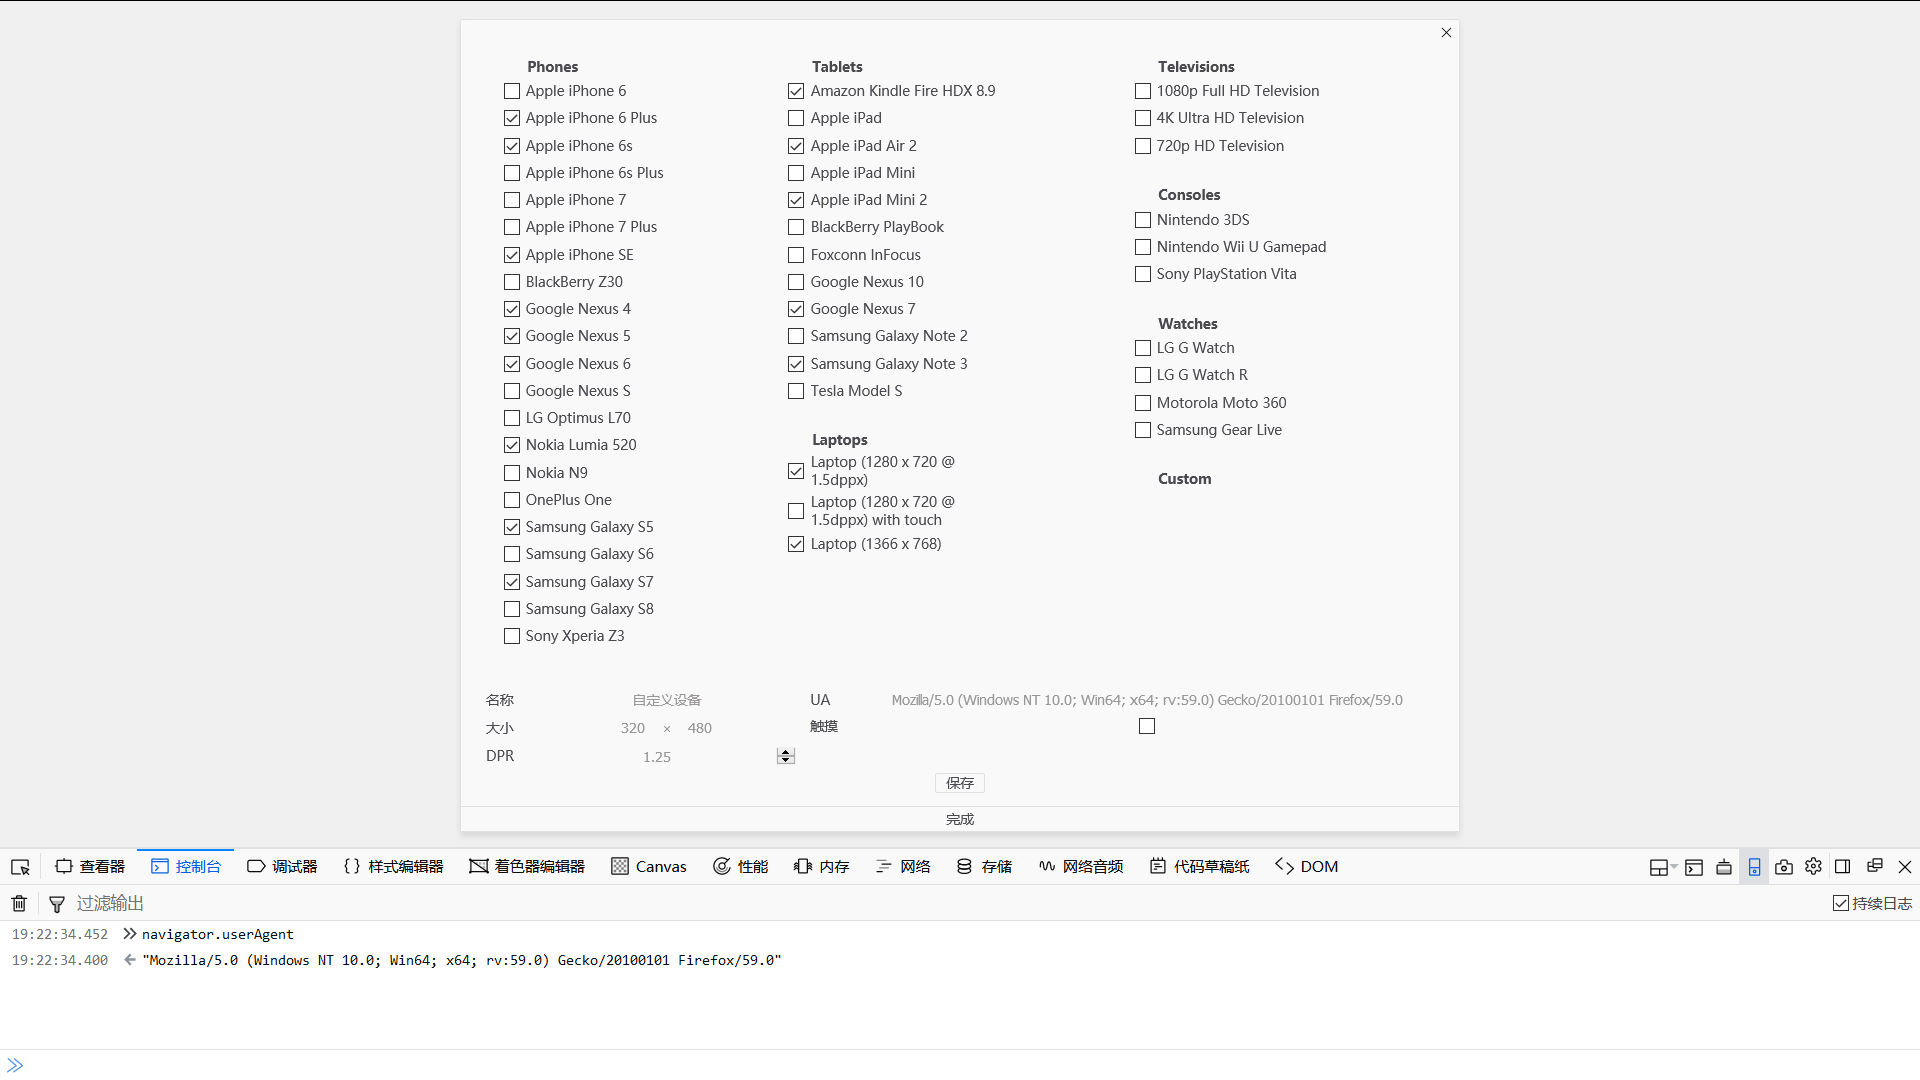 Phones
Apple iPhone 6
Apple iPhone 6 Plus
Apple iPhone 6s
Apple iPhone 6s Plus
Apple iPhone 7
Apple iPhone 7 Plus
Apple iPhone SE
BlackBerry Z30
Google Nexus 4
Google Nexus 5
Google Nexus 6
Google Nexus S
LG Optimus L70
Nokia Lumia 520
Nokia N9
OnePlus One
Samsung Galaxy S5
Samsung Galaxy S6
Samsung Galaxy S7
Samsung Galaxy S8
Sony Xperia Z3
Tablets
Amazon Kindle Fire HDX 8.9
Apple iPad
Apple iPad Air 2
Apple iPad Mini
Apple iPad Mini 2
BlackBerry PlayBook
Foxconn InFocus
Google Nexus 10
Google Nexus 7
Samsung Galaxy Note 2
Samsung Galaxy Note 3
Tesla Model S
Laptops
Laptop (1280 x 720 @
1.5dppx)
Laptop (1280 x 720 @
1.5dppx) with touch
Laptop (1366 x 768)
Televisions
1080p Full HD Television
4K Ultra HD Television
720p HD Television
Consoles
Nintendo 3DS
Nintendo Wii U Gamepad
Sony PlayStation Vita
Watches
LG G Watch
LG G Watch R
Motorola Moto 360
Samsung Gear Live
Custom
名称 自定义设备 UA Mozilla/5.0 (Windows NT 10.0; Win64; x64; rv:59.0) Gecko/20100101 Firefox/59.0
大小 320 × 480 触摸
DPR 1.25
保存
完成
查看器 控制台 调试器 样式编辑器 着色器编辑器 Canvas 性能 内存 网络 存储 网络音频 代码草稿纸 DOM
过滤输出 持续日志
19:22:34.452 navigator.userAgent
19:22:34.400 "Mozilla/5.0 (Windows NT 10.0; Win64; x64; rv:59.0) Gecko/20100101 Firefox/59.0"